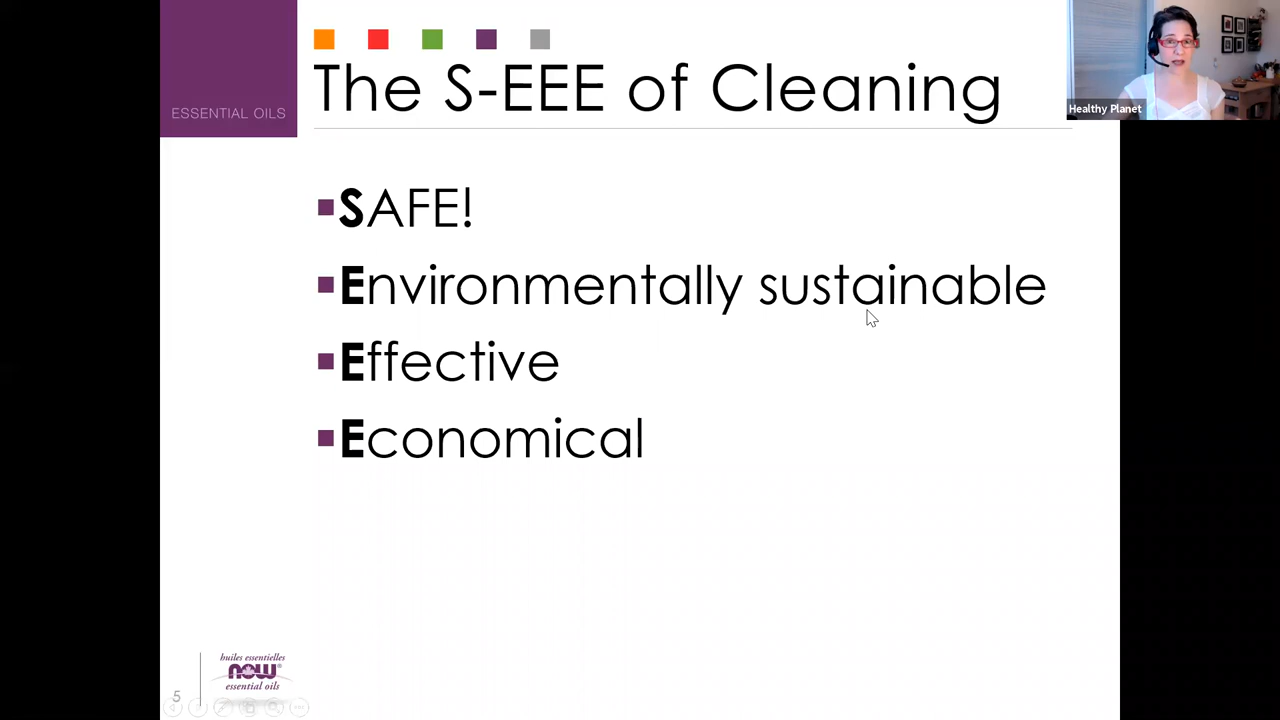 ESSENTIAL OILS
The S-EEE of Cleaning
Healthy Planet
SAFE!
Environmentally sustainable
Effective
Economical
5
huiles essentielles
now®
essential oils